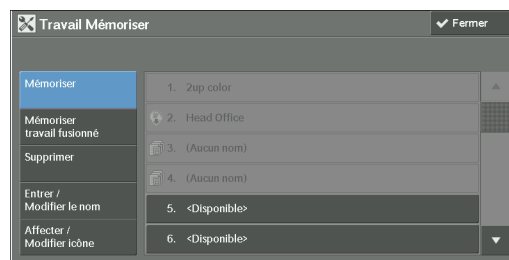 Travail Mémoriser
Fermer
Mémoriser
Mémoriser
travail fusionné
Supprimer
Entrer /
Modifier le nom
Affecter /
Modifier icône
1. 2up color
2. Head Office
3. (Aucun nom)
4. (Aucun nom)
5. <Disponible>
6. <Disponible>